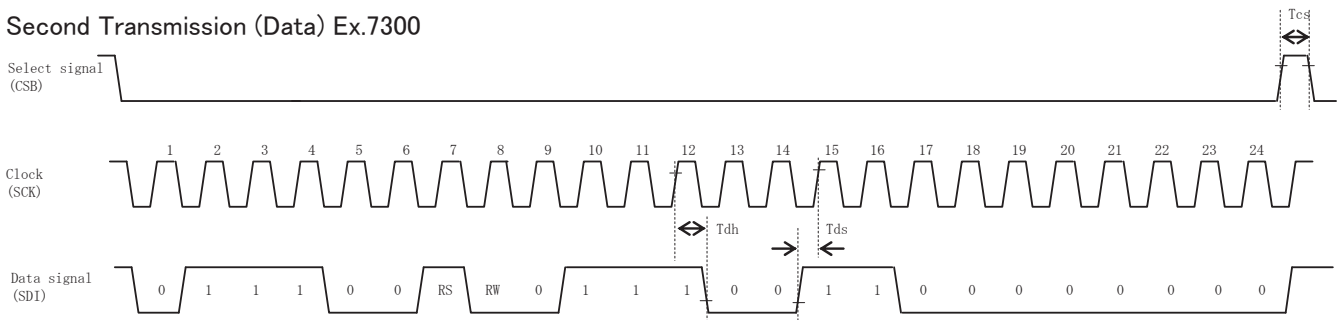 Second Transmission (Data) Ex.7300
Tcs
Select signal
(CSB)
1 2 3 4 5 6 7 8 9 10 11 12 13 14 15 16 17 18 19 20 21 22 23 24
Clock
(SCK)
Tdh Tds
Data signal
(SDI)
0 1 1 1 0 0 RS RW 0 1 1 1 0 0 1 1 0 0 0 0 0 0 0 0